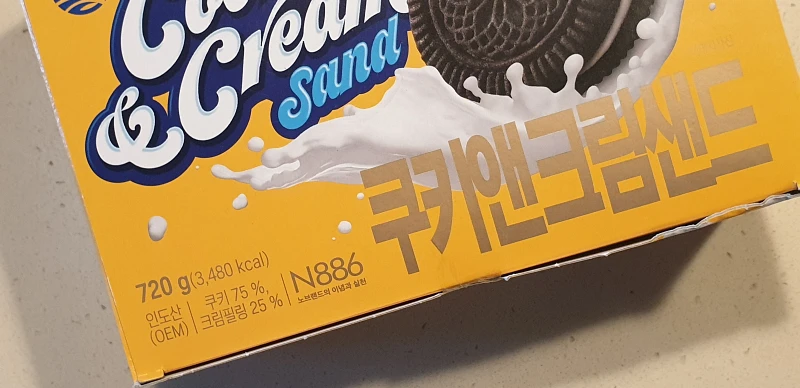 & Cream
Sand
쿠키앤크림샌드
720 g(3,480 kcal)
인도산
(OEM)
쿠키 75 %,
크림필링 25 %
N886
노브랜드의 이념과 실천